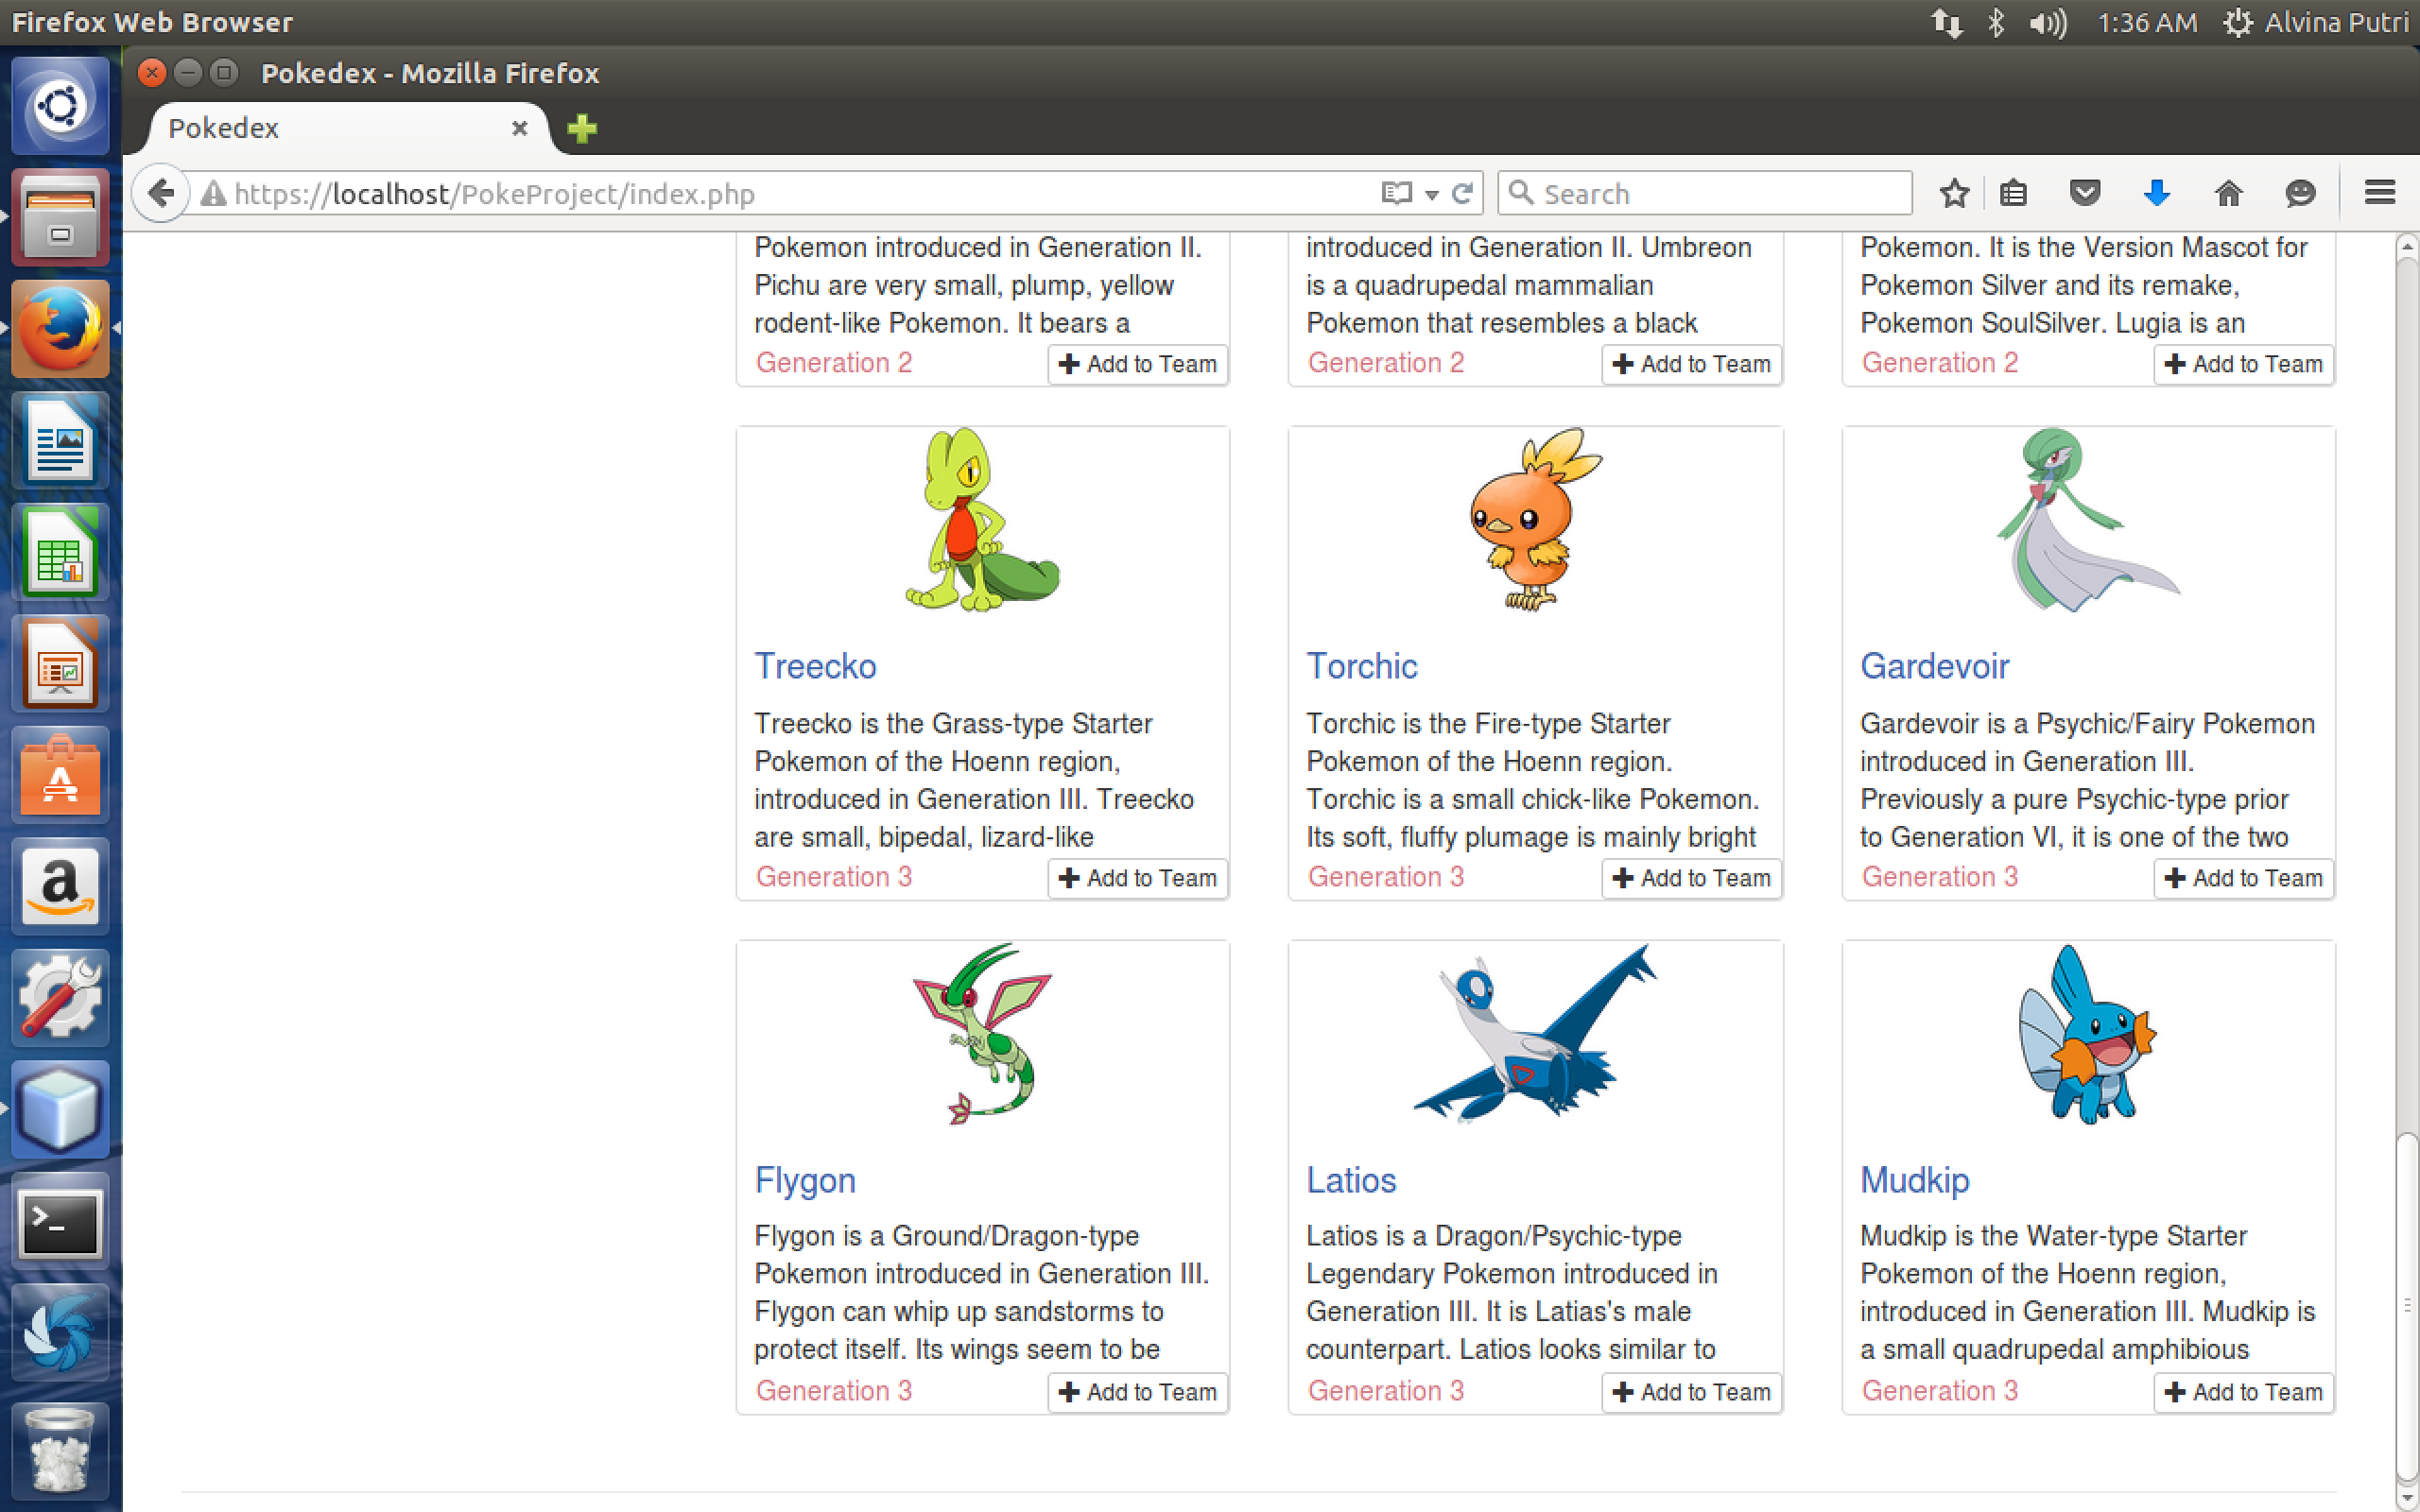 Firefox Web Browser
1:36 AM
Alvina Putri
Pokedex - Mozilla Firefox
Pokedex
https://localhost/PokeProject/index.php
Search
Pokemon introduced in Generation II.
Pichu are very small, plump, yellow
rodent-like Pokemon. It bears a
Generation 2
Add to Team
introduced in Generation II. Umbreon
is a quadrupedal mammalian
Pokemon that resembles a black
Generation 2
Add to Team
Pokemon. It is the Version Mascot for
Pokemon Silver and its remake,
Pokemon SoulSilver. Lugia is an
Generation 2
Add to Team
Treecko
Treecko is the Grass-type Starter
Pokemon of the Hoenn region,
introduced in Generation III. Treecko
are small, bipedal, lizard-like
Generation 3
Add to Team
Torchic
Torchic is the Fire-type Starter
Pokemon of the Hoenn region.
Torchic is a small chick-like Pokemon.
Its soft, fluffy plumage is mainly bright
Generation 3
Add to Team
Gardevoir
Gardevoir is a Psychic/Fairy Pokemon
introduced in Generation III.
Previously a pure Psychic-type prior
to Generation VI, it is one of the two
Generation 3
Add to Team
Flygon
Flygon is a Ground/Dragon-type
Pokemon introduced in Generation III.
Flygon can whip up sandstorms to
protect itself. Its wings seem to be
Generation 3
Add to Team
Latios
Latios is a Dragon/Psychic-type
Legendary Pokemon introduced in
Generation III. It is Latias's male
counterpart. Latios looks similar to
Generation 3
Add to Team
Mudkip
Mudkip is the Water-type Starter
Pokemon of the Hoenn region,
introduced in Generation III. Mudkip is
a small quadrupedal amphibious
Generation 3
Add to Team